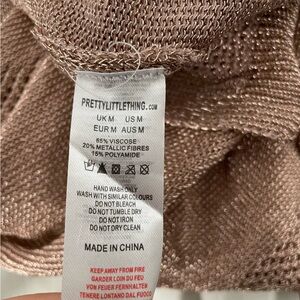 PRETTYLITTLETHING.COM
UK M US M
EUR M AUS M
65% VISCOSE
20% METALLIC FIBRES
15% POLYAMIDE
HAND WASH ONLY
WASH WITH SIMILAR COLOURS
DO NOT BLEACH
DO NOT TUMBLE DRY
DO NOT IRON
DO NOT DRY CLEAN
MADE IN CHINA
KEEP AWAY FROM FIRE
GARDER LOIN DU FEU
VON FEUER FERNHALTEN
TENERE LONTANO DAL FUOCO